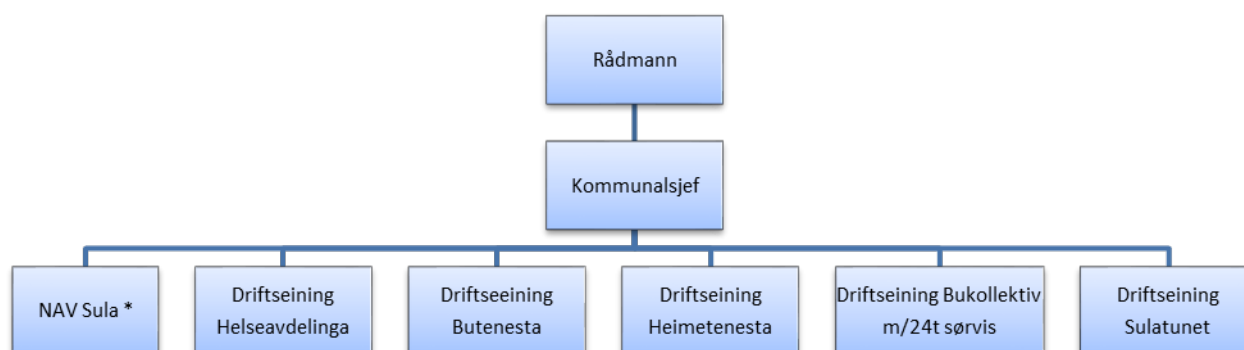 Rådmann
Kommunalsjef
NAV Sula *
Driftseining
Helseavdelinga
Driftseeining
Butenesta
Driftseining
Heimetenesta
Driftseining Bukollektiv
m/24t sørvis
Driftseining
Sulatunet